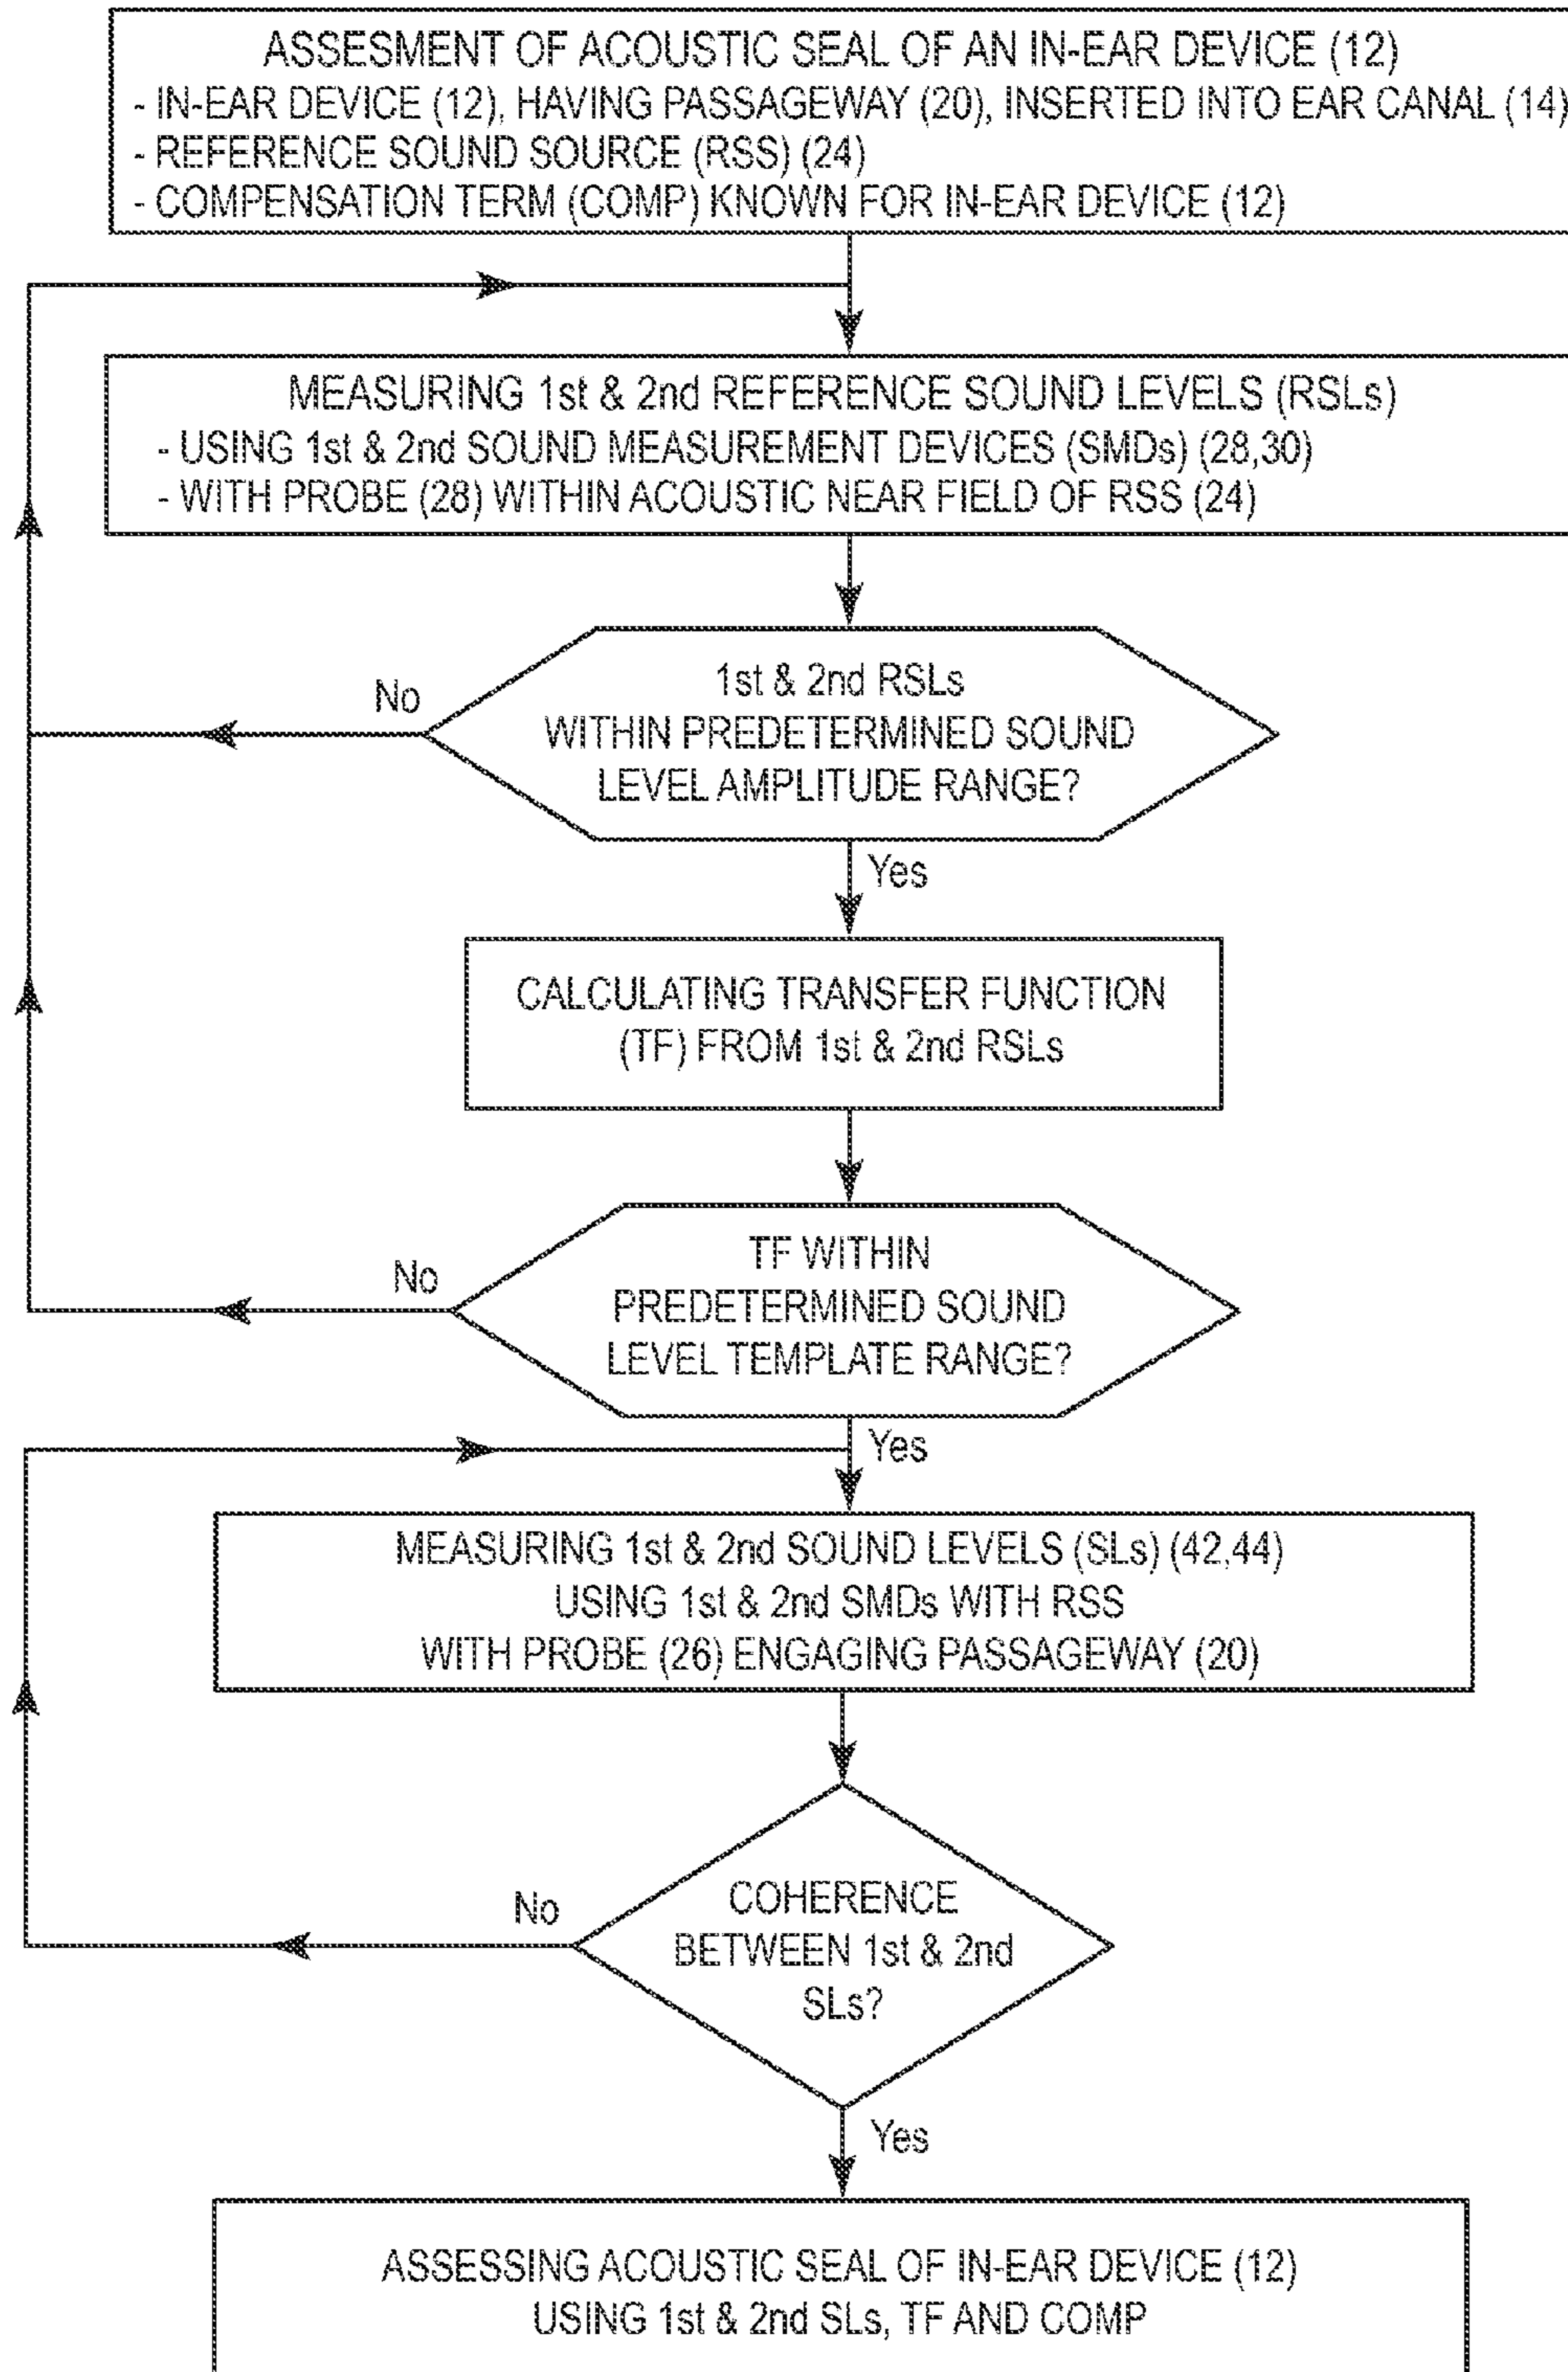 ASSESMENT OF ACOUSTIC SEAL OF AN IN-EAR DEVICE (12)
- IN-EAR DEVICE (12), HAVING PASSAGEWAY (20), INSERTED INTO EAR CANAL (14)
- REFERENCE SOUND SOURCE (RSS) (24)
- COMPENSATION TERM (COMP) KNOWN FOR IN-EAR DEVICE (12)
MEASURING 1st & 2nd REFERENCE SOUND LEVELS (RSLs)
- USING 1st & 2nd SOUND MEASUREMENT DEVICES (SMDs) (28,30)
- WITH PROBE (28) WITHIN ACOUSTIC NEAR FIELD OF RSS (24)
1st & 2nd RSLs
WITHIN PREDETERMINED SOUND
LEVEL AMPLITUDE RANGE?
No
Yes
CALCULATING TRANSFER FUNCTION
(TF) FROM 1st & 2nd RSLs
TF WITHIN
PREDETERMINED SOUND
LEVEL TEMPLATE RANGE?
No
Yes
MEASURING 1st & 2nd SOUND LEVELS (SLs) (42,44)
USING 1st & 2nd SMDs WITH RSS
WITH PROBE (26) ENGAGING PASSAGEWAY (20)
COHERENCE
BETWEEN 1st & 2nd
SLs?
No
Yes
ASSESSING ACOUSTIC SEAL OF IN-EAR DEVICE (12)
USING 1st & 2nd SLs, TF AND COMP